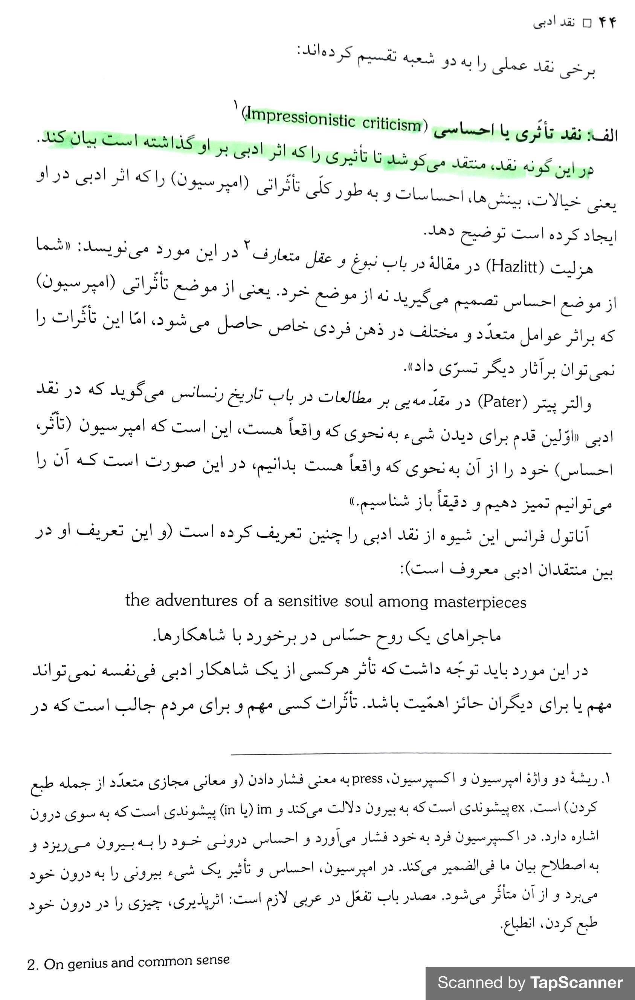 ۴۴ □ نقد ادبی
برخی نقد عملی را به دو شعبه تقسیم کرده‌اند:
الف: نقد تأثّری یا احساسی (Impressionistic criticism)۱
در این گونه نقد، منتقد می‌کوشد تا تأثیری را که اثر ادبی بر او گذاشته است بیان کند.
یعنی خیالات، بینش‌ها، احساسات و به طور کلّی تأثّراتی (امپرسیون) را که اثر ادبی در او
ایجاد کرده است توضیح دهد.
هزلیت (Hazlitt) در مقالهٔ در باب نبوغ و عقل متعارف۲ در این مورد می‌نویسد: «شما
از موضع احساس تصمیم می‌گیرید نه از موضع خرد. یعنی از موضع تأثّراتی (امپرسیون)
که براثر عوامل متعدّد و مختلف در ذهن فردی خاص حاصل می‌شود، امّا این تأثّرات را
نمی‌توان برآثار دیگر تسرّی داد».
والتر پیتر (Pater) در مقدّمه‌یی بر مطالعات در باب تاریخ رنسانس می‌گوید که در نقد
ادبی «اوّلین قدم برای دیدن شیء به نحوی که واقعاً هست، این است که امپرسیون (تأثّر،
احساس) خود را از آن به نحوی که واقعاً هست بدانیم، در این صورت است که آن را
می‌توانیم تمیز دهیم و دقیقاً باز شناسیم.»
آناتول فرانس این شیوه از نقد ادبی را چنین تعریف کرده است (و این تعریف او در
بین منتقدان ادبی معروف است):
the adventures of a sensitive soul among masterpieces
ماجراهای یک روح حسّاس در برخورد با شاهکارها.
در این مورد باید توجّه داشت که تأثر هرکسی از یک شاهکار ادبی فی‌نفسه نمی‌تواند
مهم یا برای دیگران حائز اهمّیت باشد. تأثّرات کسی مهم و برای مردم جالب است که در
۱. ریشهٔ دو واژهٔ امپرسیون و اکسپرسیون، press به معنی فشار دادن (و معانی مجازی متعدّد از جمله طبع
کردن) است. ex پیشوندی است که به بیرون دلالت می‌کند و im (یا in) پیشوندی است که به سوی درون
اشاره دارد. در اکسپرسیون فرد به خود فشار می‌آورد و احساس درونی خود را به بیرون می‌ریزد و
به اصطلاح بیان ما فی‌الضمیر می‌کند. در امپرسیون، احساس و تأثیر یک شیء بیرونی را به درون خود
می‌برد و از آن متأثّر می‌شود. مصدر باب تفعّل در عربی لازم است: اثرپذیری، چیزی را در درون خود
طبع کردن، انطباع.
2. On genius and common sense
Scanned by TapScanner